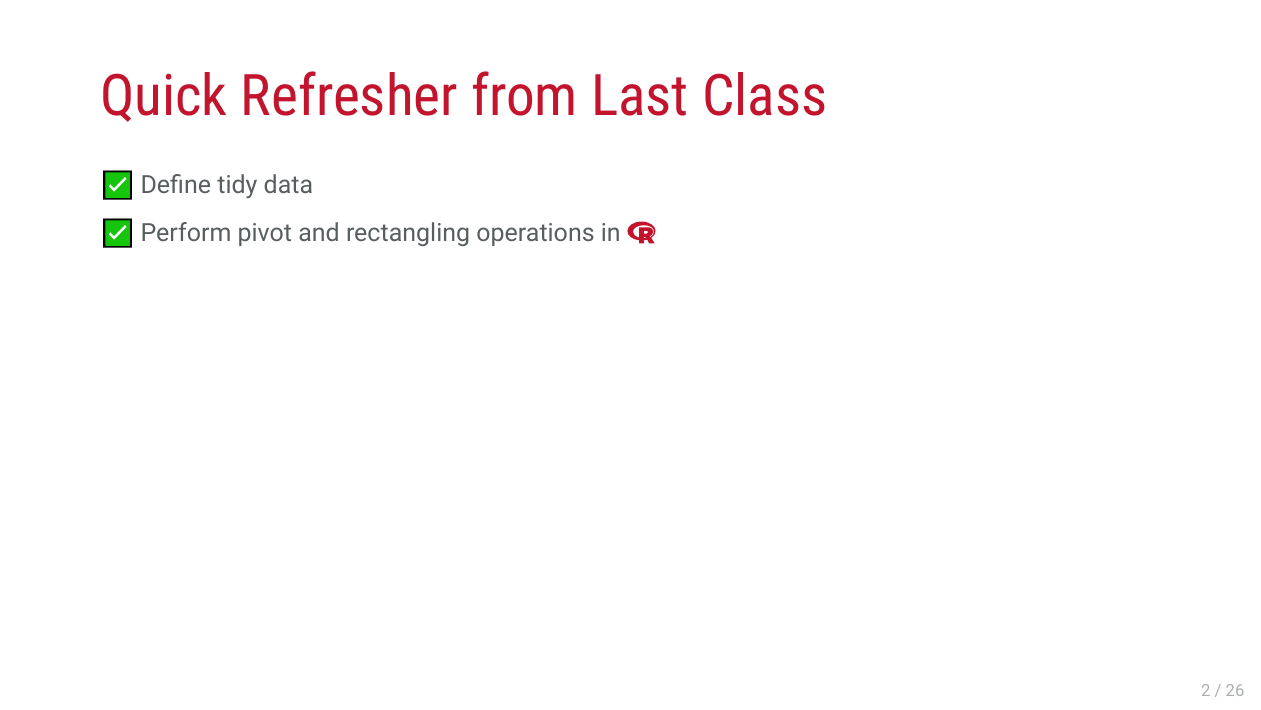 Quick Refresher from Last Class
✅ Define tidy data
✅ Perform pivot and rectangling operations in R
2 / 26